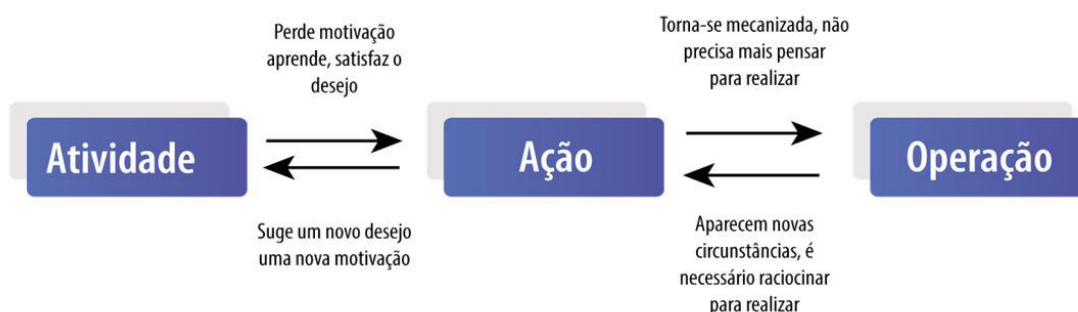 Perde motivação
aprende, satisfaz o
desejo
Torna-se mecanizada, não
precisa mais pensar
para realizar
Atividade
Ação
Operação
Suge um novo desejo
uma nova motivação
Aparecem novas
circunstâncias, é
necessário raciocinar
para realizar